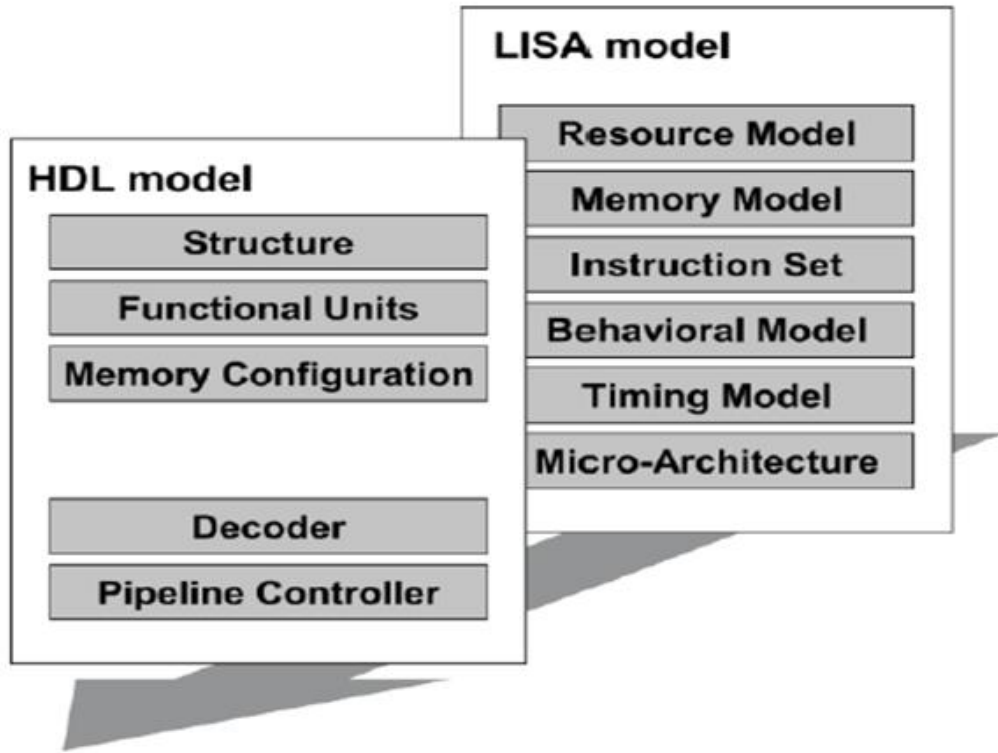 LISA model
Resource Model
Memory Model
Instruction Set
Behavioral Model
Timing Model
Micro-Architecture
HDL model
Structure
Functional Units
Memory Configuration
Decoder
Pipeline Controller